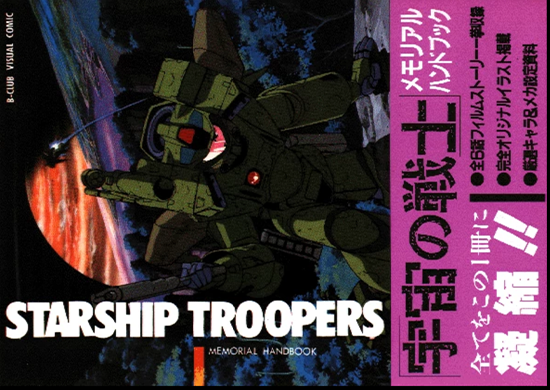 B-CLUB VISUAL COMIC
STARSHIP TROOPERS
MEMORIAL HANDBOOK
「宇宙の戦士」
メモリアル
ハンドブック
●全6話フィルムストーリー一挙収録
●完全オリジナルイラスト掲載
●厳選キャラ&メカ設定資料
全てをこの1冊に
凝縮!!